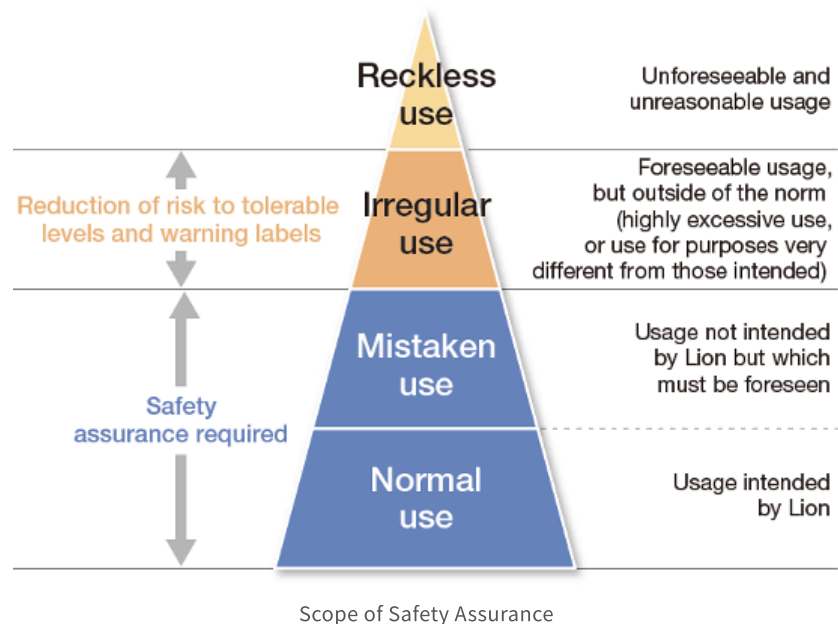 Reckless
use
Unforeseeable and
unreasonable usage
Reduction of risk to tolerable
levels and warning labels
Irregular
use
Foreseeable usage,
but outside of the norm
(highly excessive use,
or use for purposes very
different from those intended)
Safety
assurance required
Mistaken
use
Usage not intended
by Lion but which
must be foreseen
Normal
use
Usage intended
by Lion
Scope of Safety Assurance